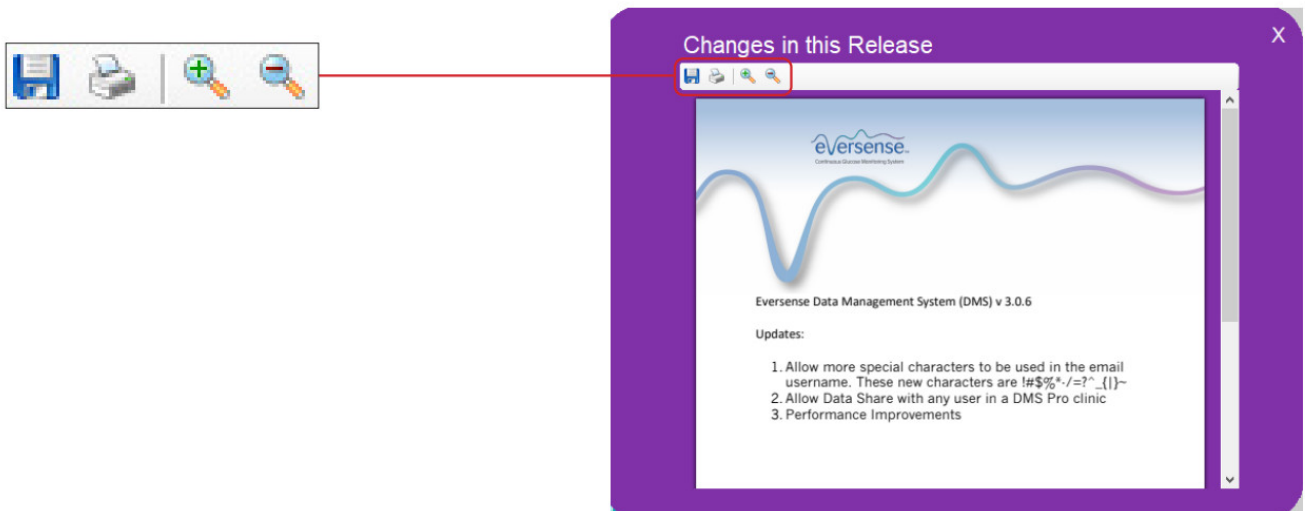 Changes in this Release
X
eversense
Continuous Glucose Monitoring System
Eversense Data Management System (DMS) v 3.0.6
Updates:
1. Allow more special characters to be used in the email
username. These new characters are !#$%*-/=?^_{|}~
2. Allow Data Share with any user in a DMS Pro clinic
3. Performance Improvements